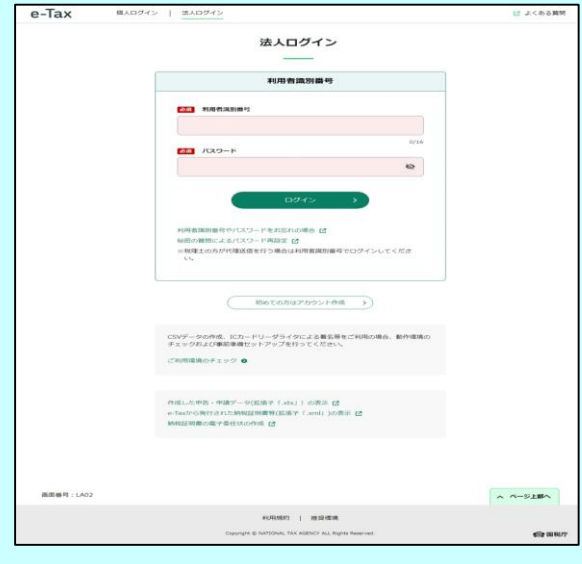 e-Tax
個人ログイン | 法人ログイン
よくある質問
法人ログイン
利用者識別番号
必須 利用者識別番号
0/16
必須 パスワード
ログイン
利用者識別番号やパスワードをお忘れの場合
秘密の質問によるパスワード再設定
※税理士の方が代理送信を行う場合は利用者識別番号でログインしてくださ
い。
初めての方はアカウント作成
CSVデータの作成、ICカードリーダライタによる署名等をご利用の場合、動作環境の
チェックおよび事前準備セットアップを行ってください。
ご利用環境のチェック
作成した申告・申請データ(拡張子「.xtx」)の表示
e-Taxから発行された納税証明書等(拡張子「.xml」)の表示
納税証明書の電子委任状の作成
画面番号：LA02
ページ上部へ
利用規約 | 推奨環境
Copyright © NATIONAL TAX AGENCY ALL Rights Reserved.
国税庁